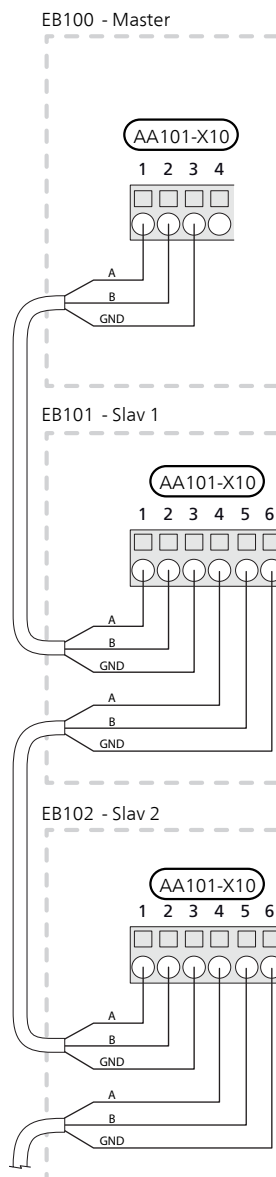 EB100 - Master
AA101-X10
1 2 3 4
A
B
GND
EB101 - Slav 1
AA101-X10
1 2 3 4 5 6
A
B
GND
A
B
GND
EB102 - Slav 2
AA101-X10
1 2 3 4 5 6
A
B
GND
A
B
GND